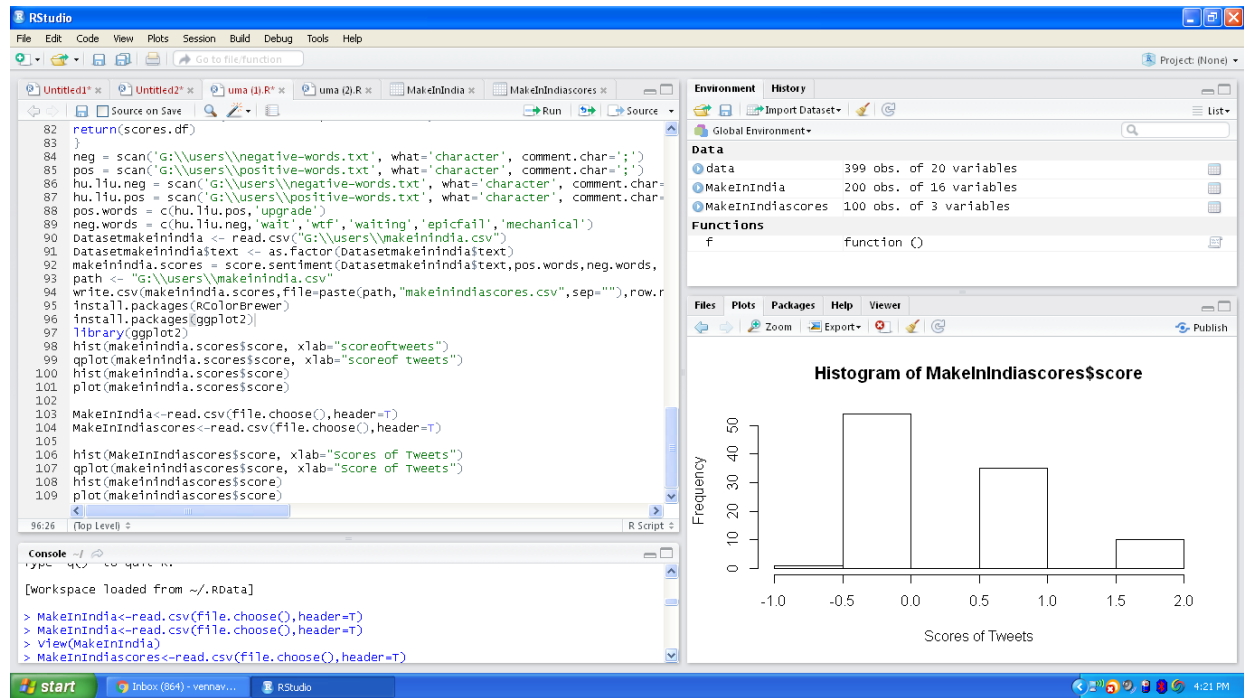 RStudio
File Edit Code View Plots Session Build Debug Tools Help
Go to file/function
Project: (None)
Untitled1* × Untitled2* × uma (1).R* × uma (2).R × MakeInIndia × MakeInIndiascores ×
Source on Save Run Source
82 return(scores.df)
83 }
84 neg = scan('G:\\users\\negative-words.txt', what='character', comment.char=';')
85 pos = scan('G:\\users\\positive-words.txt', what='character', comment.char=';')
86 hu.liu.neg = scan('G:\\users\\negative-words.txt', what='character', comment.char=
87 hu.liu.pos = scan('G:\\users\\positive-words.txt', what='character', comment.char=
88 pos.words = c(hu.liu.pos,'upgrade')
89 neg.words = c(hu.liu.neg,'wait','wtf','waiting','epicfail','mechanical')
90 Datasetmakeinindia <- read.csv("G:\\users\\makeinindia.csv")
91 Datasetmakeinindia$text <- as.factor(Datasetmakeinindia$text)
92 makeinindia.scores = score.sentiment(Datasetmakeinindia$text,pos.words,neg.words,
93 path <- "G:\\users\\makeinindia.csv"
94 write.csv(makeinindia.scores,file=paste(path,"makeinindiascores.csv",sep=""),row.r
95 install.packages(RColorBrewer)
96 install.packages(ggplot2)
97 library(ggplot2)
98 hist(makeinindia.scores$score, xlab="scoreoftweets")
99 qplot(makeinindia.scores$score, xlab="scoreof tweets")
100 hist(makeinindia.scores$score)
101 plot(makeinindia.scores$score)
102
103 MakeInIndia<-read.csv(file.choose(),header=T)
104 MakeInIndiascores<-read.csv(file.choose(),header=T)
105
106 hist(MakeInIndiascores$score, xlab="Scores of Tweets")
107 qplot(makeinindiascores$score, xlab="Score of Tweets")
108 hist(makeinindiascores$score)
109 plot(makeinindiascores$score)
96:26 (Top Level) R Script
Console ~/
Type 'q()' to quit R.
[Workspace loaded from ~/.RData]
> MakeInIndia<-read.csv(file.choose(),header=T)
> MakeInIndia<-read.csv(file.choose(),header=T)
> View(MakeInIndia)
> MakeInIndiascores<-read.csv(file.choose(),header=T)
Environment History
Import Dataset List
Global Environment
Data
data 399 obs. of 20 variables
MakeInIndia 200 obs. of 16 variables
MakeInIndiascores 100 obs. of 3 variables
Functions
f function ()
Files Plots Packages Help Viewer
Zoom Export Publish
Histogram of MakeInIndiascores$score
Frequency
50
40
30
20
10
0
-1.0 -0.5 0.0 0.5 1.0 1.5 2.0
Scores of Tweets
start Inbox (864) - vennav... RStudio 4:21 PM